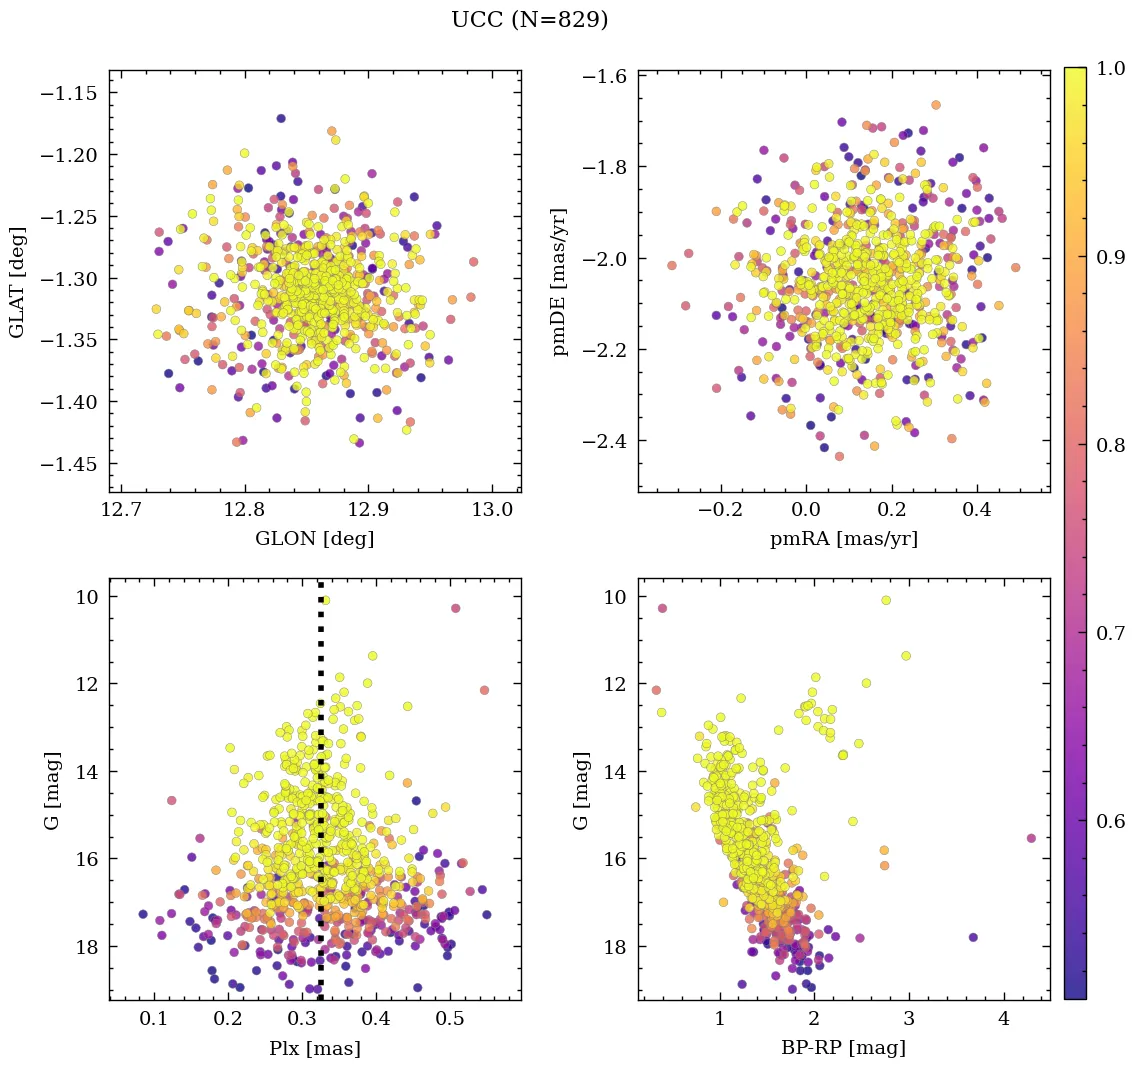 UCC (N=829)
−1.15
−1.20
−1.25
−1.30
−1.35
−1.40
−1.45
GLAT [deg]
12.7 12.8 12.9 13.0
GLON [deg]
−1.6
−1.8
−2.0
−2.2
−2.4
pmDE [mas/yr]
−0.2 0.0 0.2 0.4
pmRA [mas/yr]
10
12
14
16
18
G [mag]
0.1 0.2 0.3 0.4 0.5
Plx [mas]
10
12
14
16
18
G [mag]
1 2 3 4
BP-RP [mag]
1.0
0.9
0.8
0.7
0.6